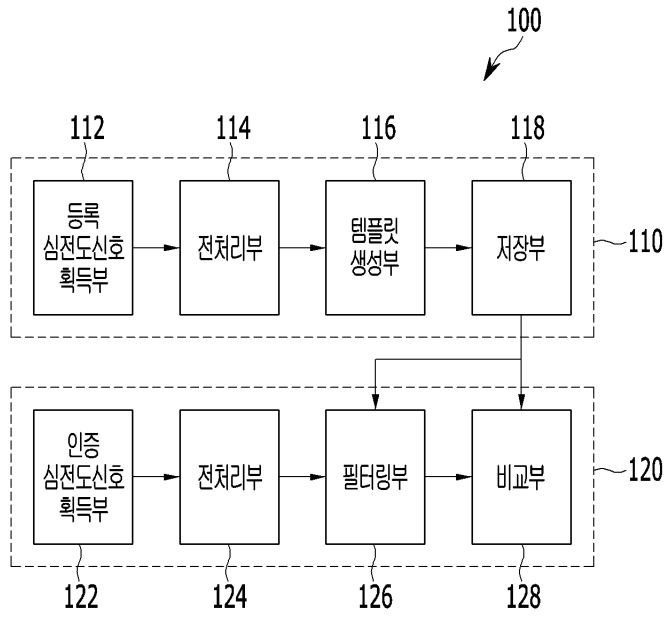 100
112
114
116
118
등록
심전도신호
획득부
전처리부
템플릿
생성부
저장부
110
인증
심전도신호
획득부
전처리부
필터링부
비교부
120
122
124
126
128